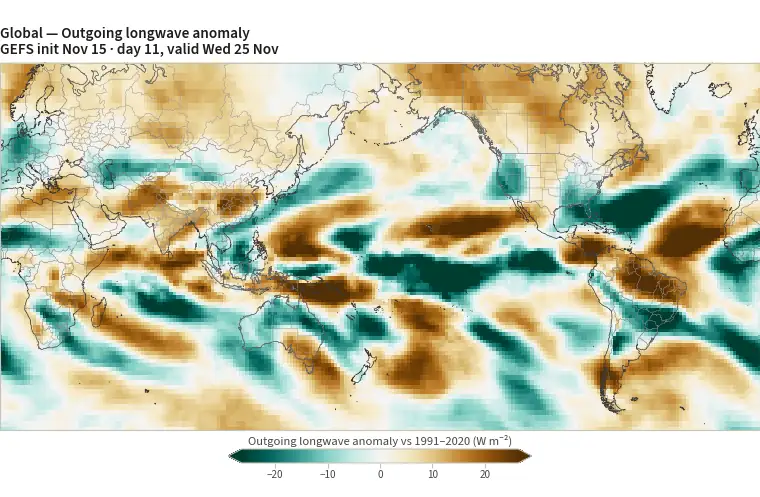 Global — Outgoing longwave anomaly
GEFS init Nov 15 · day 11, valid Wed 25 Nov
Outgoing longwave anomaly vs 1991–2020 (W m⁻²)
−20 −10 0 10 20